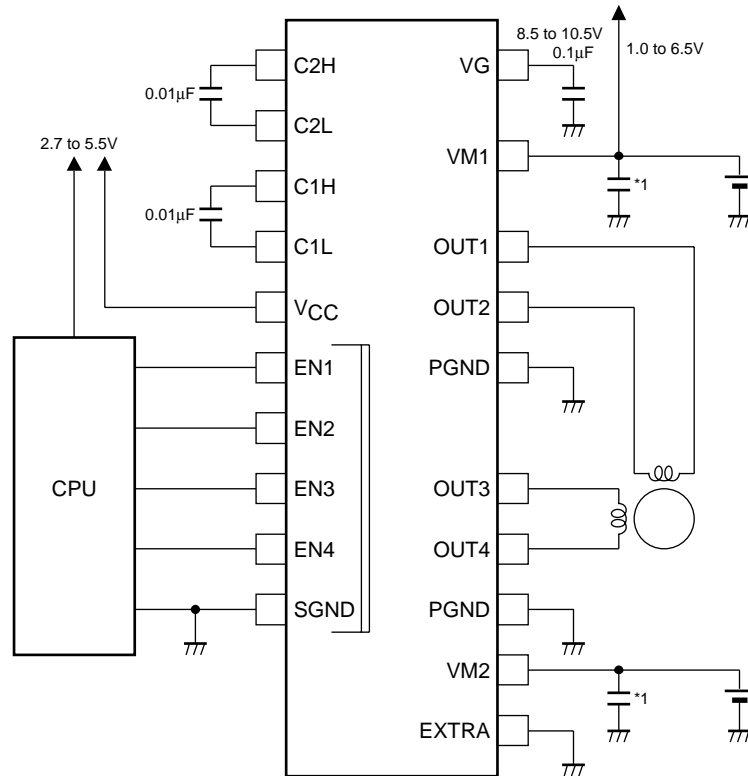 8.5 to 10.5V
1.0 to 6.5V
C2H
VG
0.1μF
0.01μF
C2L
2.7 to 5.5V
VM1
C1H
*1
0.01μF
C1L
OUT1
VCC
OUT2
EN1
PGND
EN2
CPU
EN3
OUT3
EN4
OUT4
SGND
PGND
VM2
*1
EXTRA